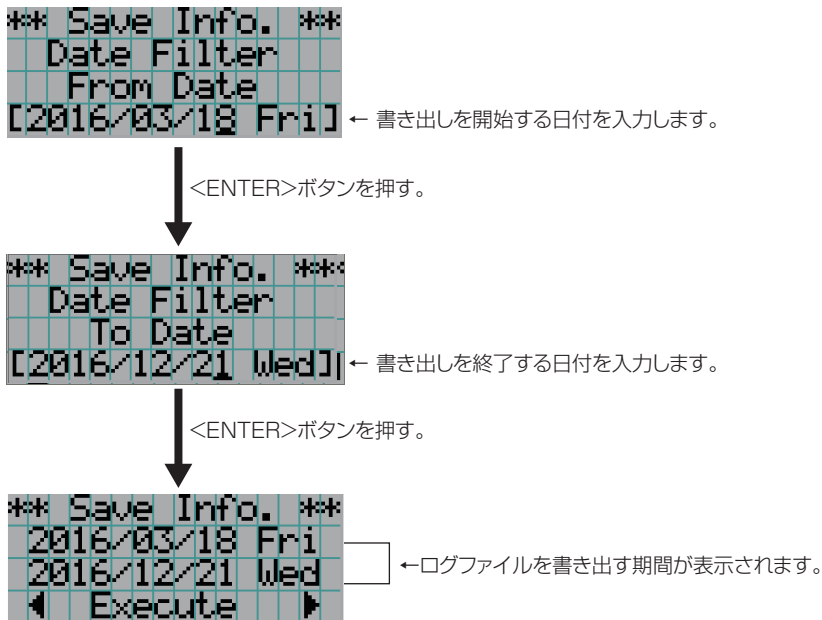 ** Save Info. **
Date Filter
From Date
[2016/03/18 Fri] ← 書き出しを開始する日付を入力します。
<ENTER>ボタンを押す。
** Save Info. **
Date Filter
To Date
[2016/12/21 Wed] ← 書き出しを終了する日付を入力します。
<ENTER>ボタンを押す。
** Save Info. **
2016/03/18 Fri
2016/12/21 Wed
←ログファイルを書き出す期間が表示されます。
◀ Execute ▶